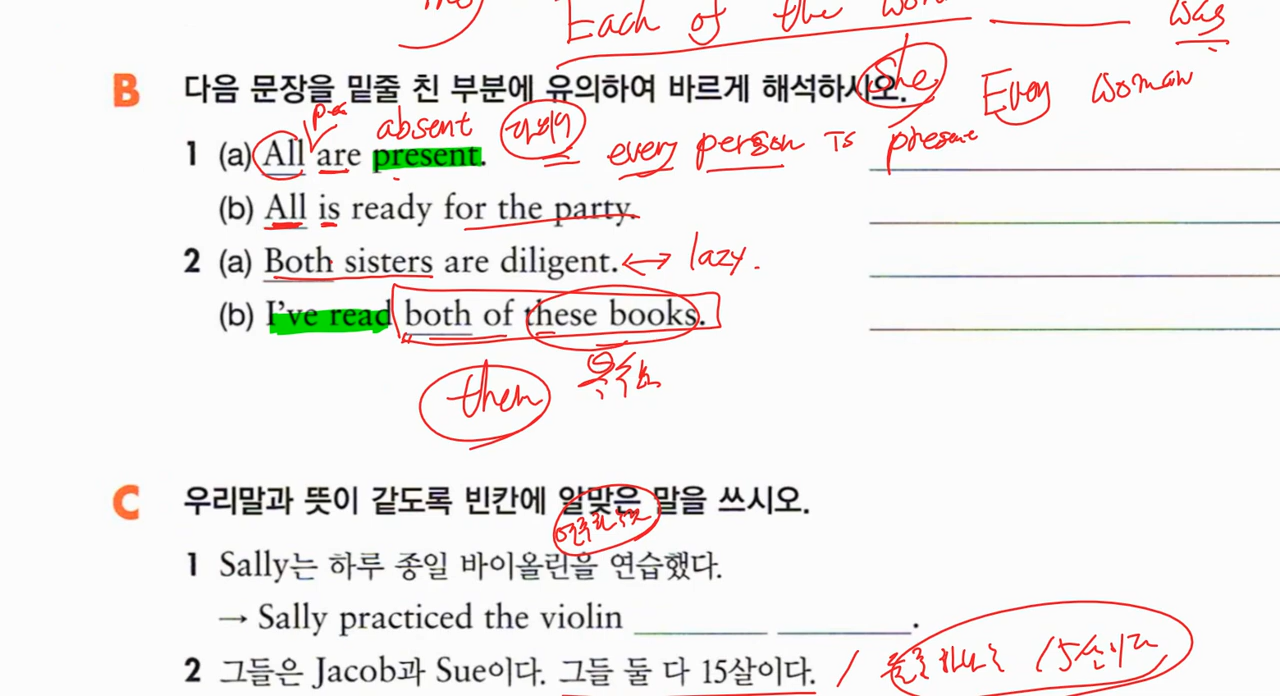 Each of the was
B 다음 문장을 밑줄 친 부분에 유의하여 바르게 해석하시오. She Every woman
absent
1 (a) All are present. every person is present
(b) All is ready for the party.
2 (a) Both sisters are diligent. ↔ lazy.
(b) I've read both of these books.
them
C 우리말과 뜻이 같도록 빈칸에 알맞은 말을 쓰시오.
1 Sally는 하루 종일 바이올린을 연습했다.
→ Sally practiced the violin ________ ________.
2 그들은 Jacob과 Sue이다. 그들 둘 다 15살이다. /